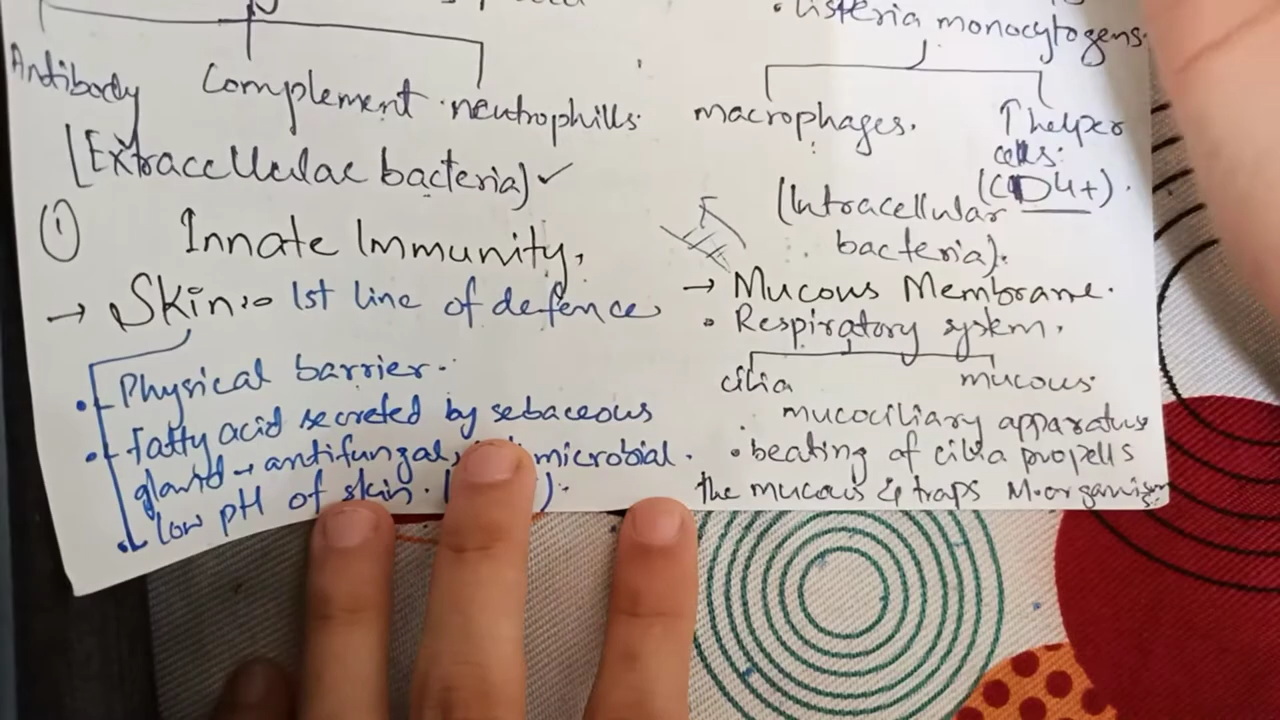 Antibody Complement neutrophills.
[Extracellulae bacteria] ✓
① Innate Immunity,
→ Skin:- 1st line of defence
• Physical barrier.
• fatty acid secreted by sebaceous
gland → antifungal, microbial.
• low pH of skin.
• listeria monocytogens.
macrophages. T helper
cells:
(CD4+).
(Intracellular
bacteria).
→ Mucous Membrane.
• Respiratory system.
cilia mucous.
mucociliary apparatus
• beating of cilia propells
the mucous & traps M.organism